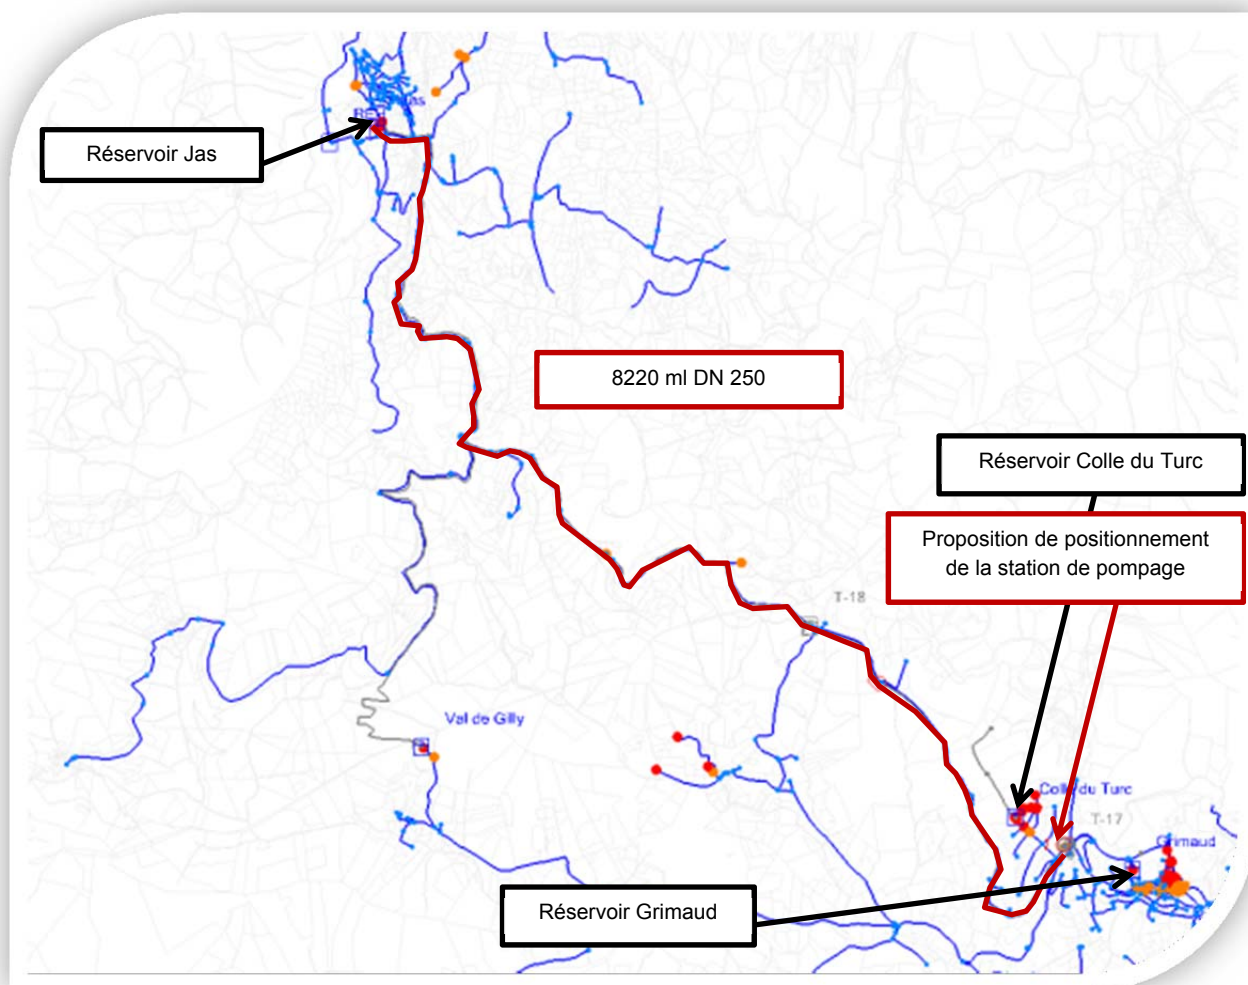 Réservoir Jas
8220 ml DN 250
Réservoir Colle du Turc
Proposition de positionnement
de la station de pompage
T-18
Val de Gilly
Colle du Turc
T-17
Grimaud
Réservoir Grimaud